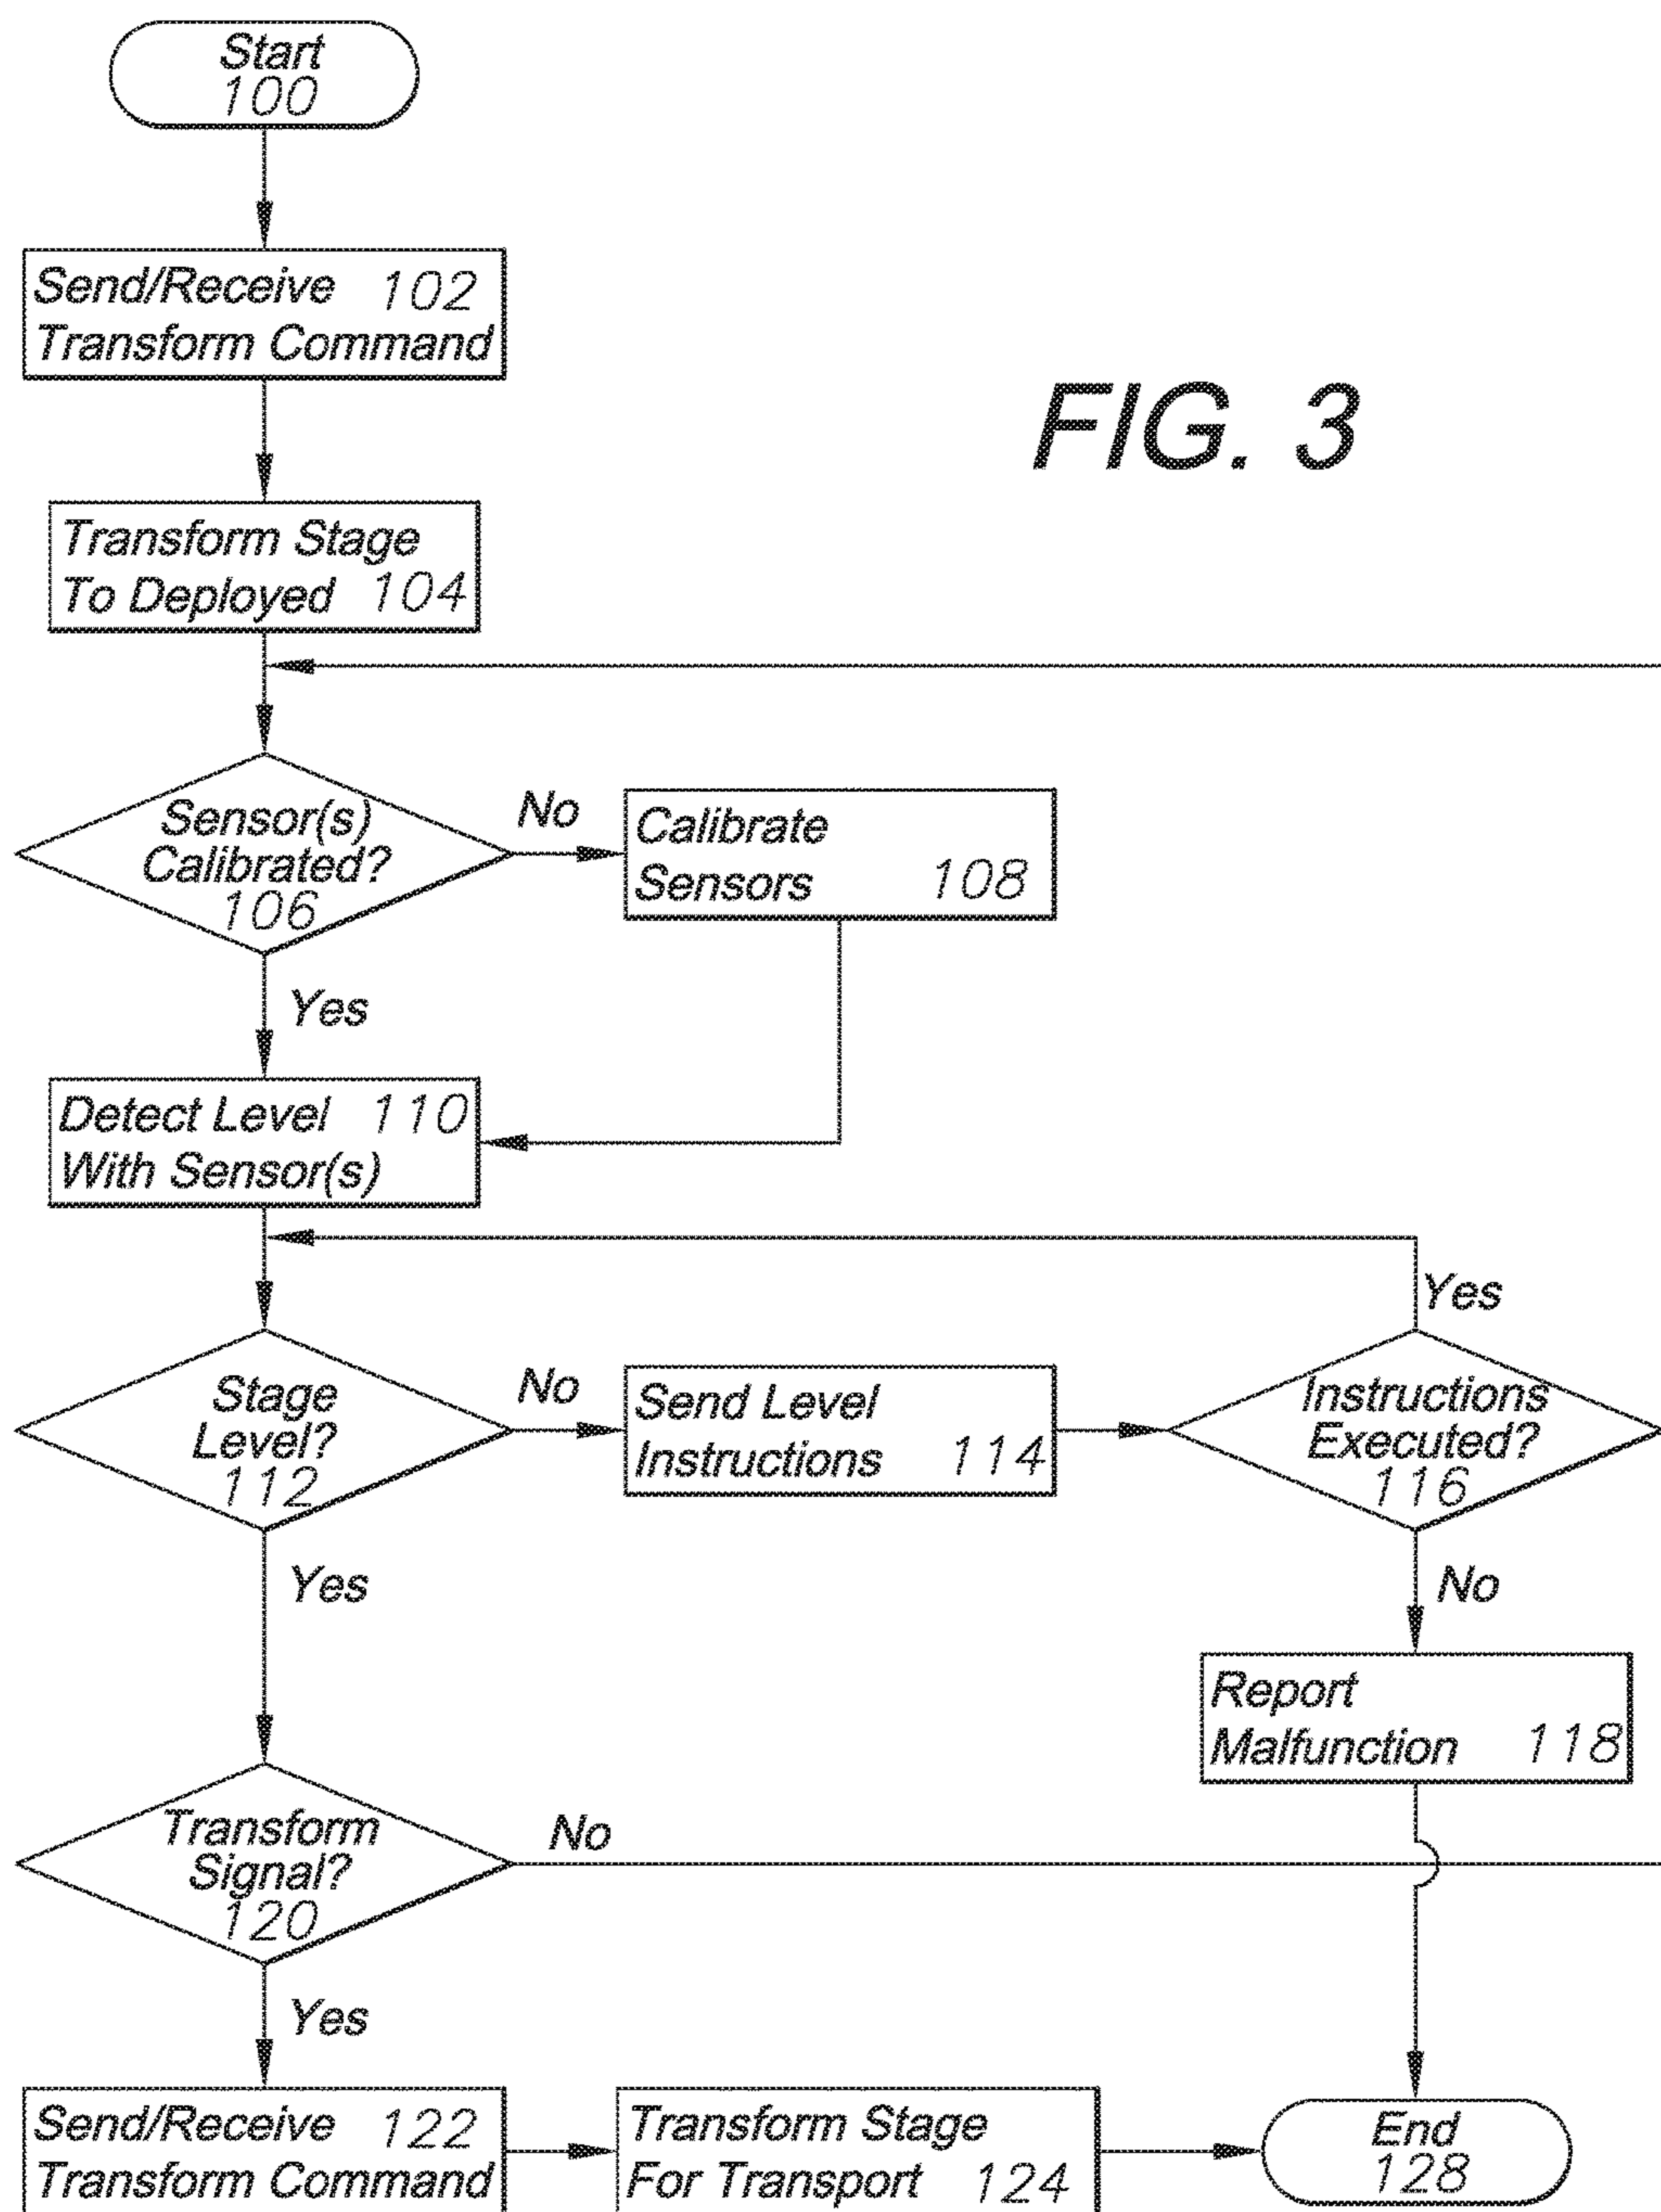 Start
100
Send/Receive 102
Transform Command
FIG. 3
Transform Stage
To Deployed 104
Sensor(s)
Calibrated?
106
No
Calibrate
Sensors 108
Yes
Detect Level 110
With Sensor(s)
Stage
Level?
112
No
Send Level
Instructions 114
Instructions
Executed?
116
Yes
No
Report
Malfunction 118
Yes
Transform
Signal?
120
No
Yes
Send/Receive 122
Transform Command
Transform Stage
For Transport 124
End
128